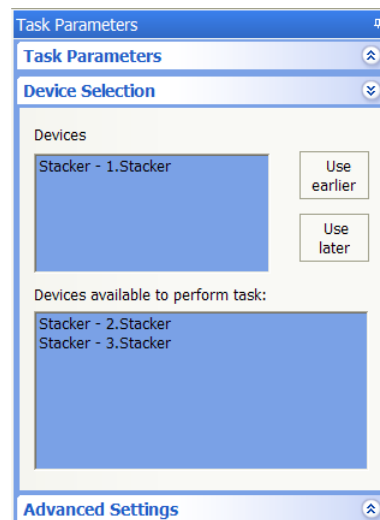 Task Parameters
Task Parameters
Device Selection
Devices
Stacker - 1.Stacker
Use
earlier
Use
later
Devices available to perform task:
Stacker - 2.Stacker
Stacker - 3.Stacker
Advanced Settings